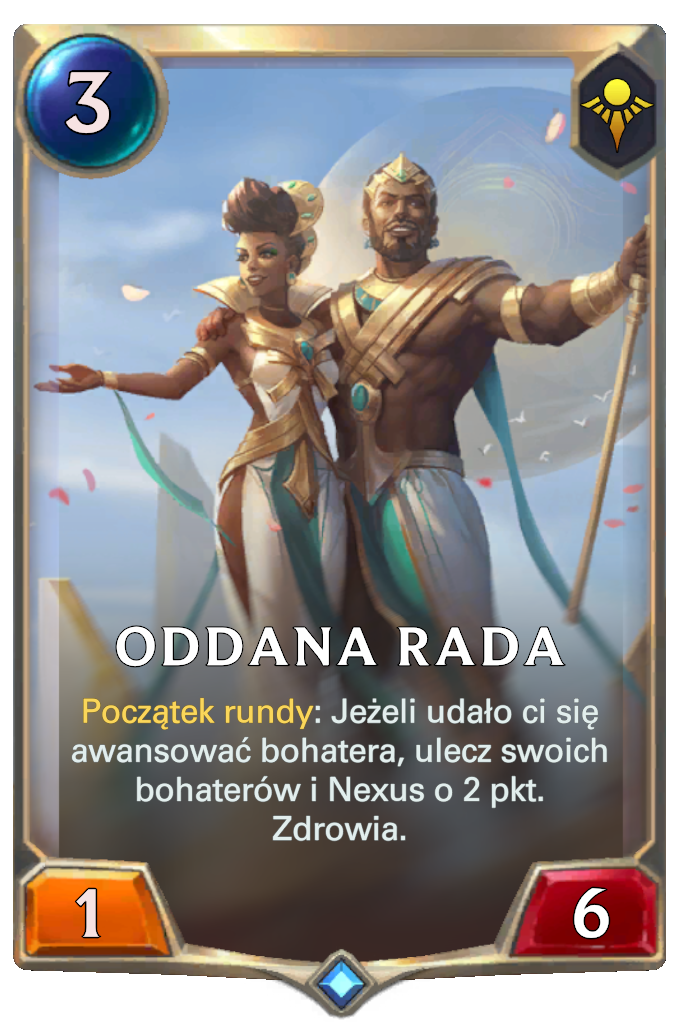 3
ODDANA RADA
Początek rundy: Jeżeli udało ci się
awansować bohatera, ulecz swoich
bohaterów i Nexus o 2 pkt.
Zdrowia.
1
6